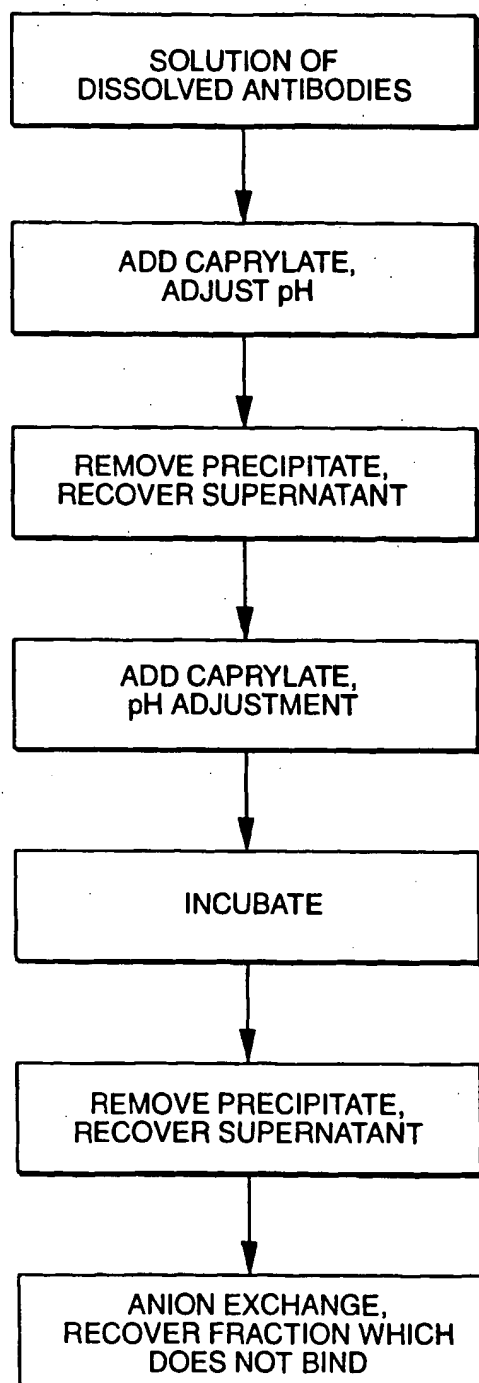 SOLUTION OF
DISSOLVED ANTIBODIES
ADD CAPRYLATE,
ADJUST pH
REMOVE PRECIPITATE,
RECOVER SUPERNATANT
ADD CAPRYLATE,
pH ADJUSTMENT
INCUBATE
REMOVE PRECIPITATE,
RECOVER SUPERNATANT
ANION EXCHANGE,
RECOVER FRACTION WHICH
DOES NOT BIND